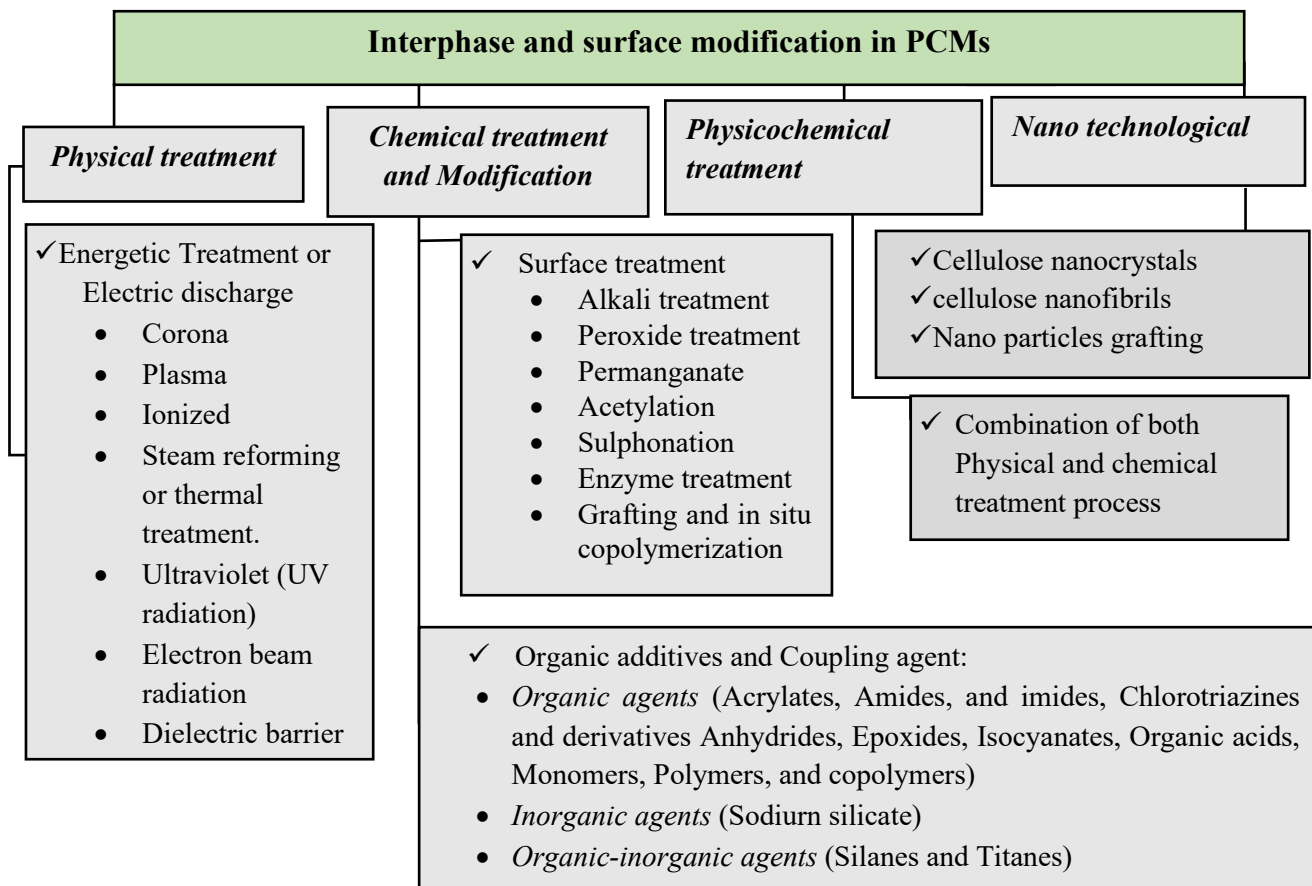 Interphase and surface modification in PCMs
Physical treatment
Chemical treatment
and Modification
Physicochemical
treatment
Nano technological
✓Energetic Treatment or
Electric discharge
• Corona
• Plasma
• Ionized
• Steam reforming
or thermal
treatment.
• Ultraviolet (UV
radiation)
• Electron beam
radiation
• Dielectric barrier
✓ Surface treatment
• Alkali treatment
• Peroxide treatment
• Permanganate
• Acetylation
• Sulphonation
• Enzyme treatment
• Grafting and in situ
copolymerization
✓Cellulose nanocrystals
✓cellulose nanofibrils
✓Nano particles grafting
✓ Combination of both
Physical and chemical
treatment process
✓ Organic additives and Coupling agent:
• Organic agents (Acrylates, Amides, and imides, Chlorotriazines
and derivatives Anhydrides, Epoxides, Isocyanates, Organic acids,
Monomers, Polymers, and copolymers)
• Inorganic agents (Sodiurn silicate)
• Organic-inorganic agents (Silanes and Titanes)